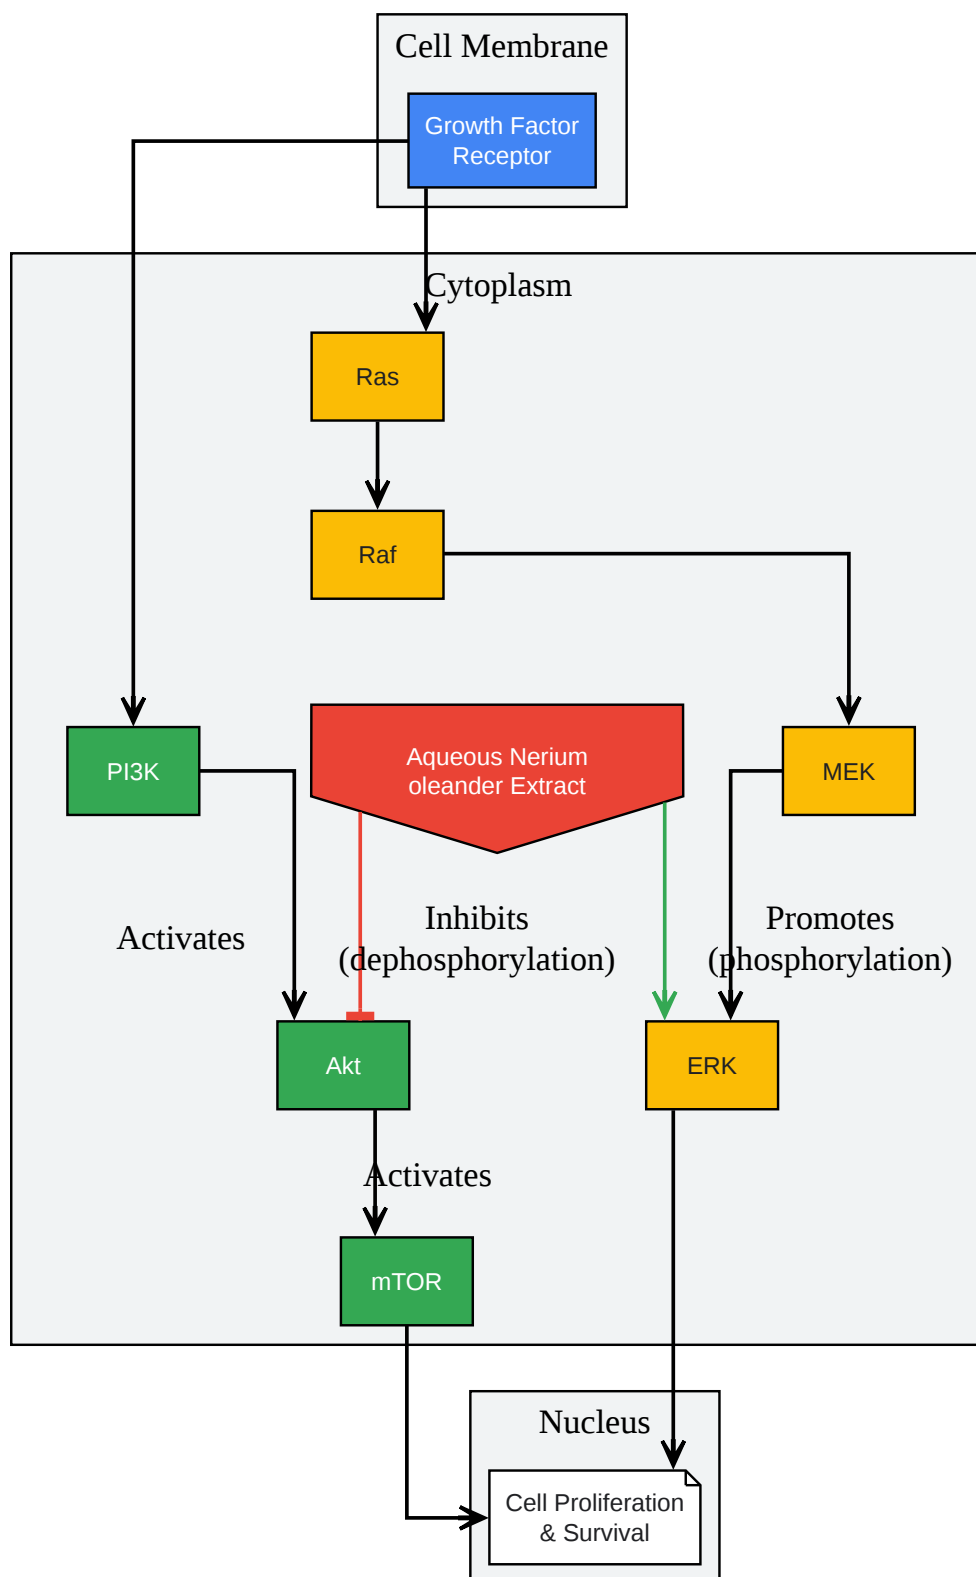 Cell Membrane
Growth Factor
Receptor
Cytoplasm
Ras
Raf
Aqueous Nerium
oleander Extract
PI3K
MEK
Activates
Inhibits
(dephosphorylation)
Promotes
(phosphorylation)
Akt
ERK
Activates
mTOR
Nucleus
Cell Proliferation
& Survival